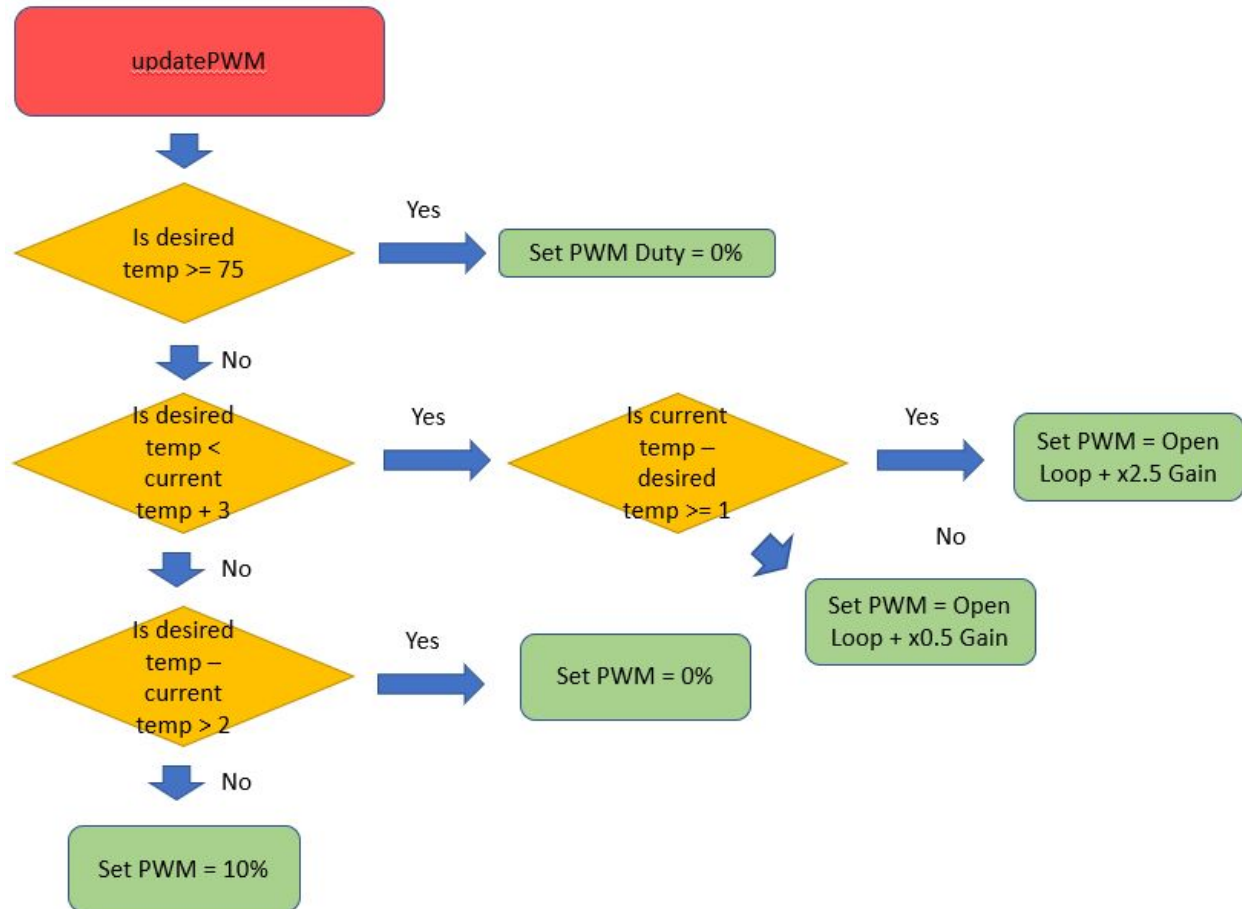 updatePWM
Yes
Is desired
temp >= 75
Set PWM Duty = 0%
No
Is desired
temp <
current
temp + 3
Yes
Is current
temp –
desired
temp >= 1
Yes
Set PWM = Open
Loop + x2.5 Gain
No
No
Set PWM = Open
Loop + x0.5 Gain
Is desired
temp –
current
temp > 2
Yes
Set PWM = 0%
No
Set PWM = 10%